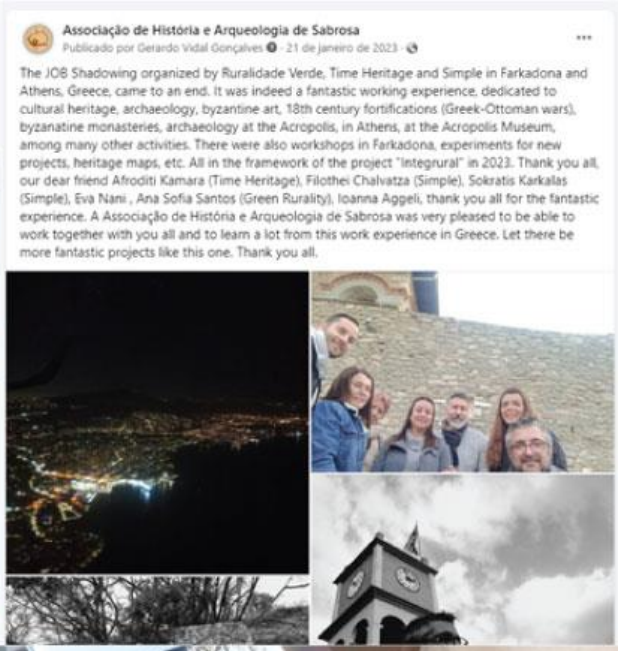 Associação de História e Arqueologia de Sabrosa
Publicado por Gerardo Vidal Gonçalves · 21 de janeiro de 2023 ·
The JOB Shadowing organized by Ruralidade Verde, Time Heritage and Simple in Farkadona and
Athens, Greece, came to an end. It was indeed a fantastic working experience, dedicated to
cultural heritage, archaeology, byzantine art, 18th century fortifications (Greek-Ottoman wars),
byzanatine monasteries, archaeology at the Acropolis, in Athens, at the Acropolis Museum,
among many other activities. There were also workshops in Farkadona, experiments for new
projects, heritage maps, etc. All in the framework of the project "Integrural" in 2023. Thank you all,
our dear friend Afroditi Kamara (Time Heritage), Filothei Chalvatza (Simple), Sokratis Karkalas
(Simple), Eva Nani , Ana Sofia Santos (Green Rurality), Ioanna Aggeli, thank you all for the fantastic
experience. A Associação de História e Arqueologia de Sabrosa was very pleased to be able to
work together with you all and to learn a lot from this work experience in Greece. Let there be
more fantastic projects like this one. Thank you all.